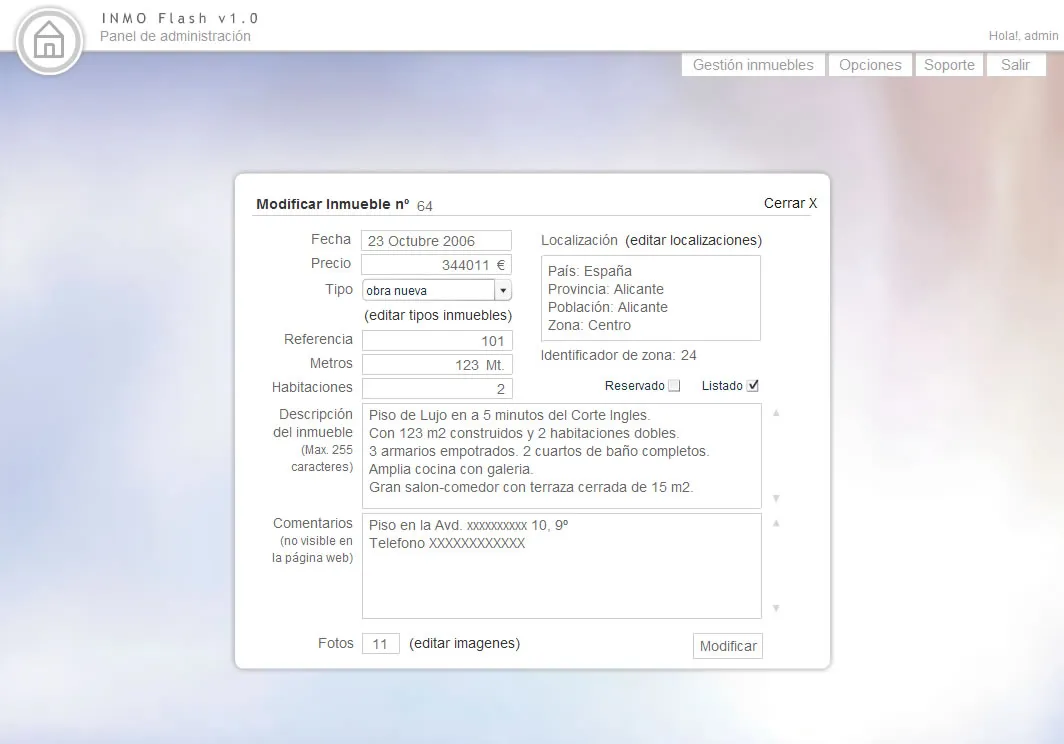 INMO Flash v1.0
Panel de administración
Hola!, admin
Gestión inmuebles
Opciones
Soporte
Salir
Modificar Inmueble nº 64
Cerrar X
Fecha 23 Octubre 2006
Precio 344011 €
Tipo obra nueva
(editar tipos inmuebles)
Referencia 101
Metros 123 Mt.
Habitaciones 2
Localización (editar localizaciones)
País: España
Provincia: Alicante
Población: Alicante
Zona: Centro
Identificador de zona: 24
Reservado
Listado
Descripción
del inmueble
(Max. 255
caracteres)
Piso de Lujo en a 5 minutos del Corte Ingles.
Con 123 m2 construidos y 2 habitaciones dobles.
3 armarios empotrados. 2 cuartos de baño completos.
Amplia cocina con galeria.
Gran salon-comedor con terraza cerrada de 15 m2.
Comentarios
(no visible en
la página web)
Piso en la Avd. xxxxxxxxxx 10, 9º
Telefono XXXXXXXXXXXX
Fotos 11 (editar imagenes)
Modificar